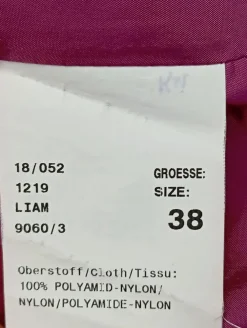 18/052
1219
LIAM
9060/3
GROESSE:
SIZE:
38
Oberstoff/Cloth/Tissu:
100% POLYAMID-NYLON/
NYLON/POLYAMIDE-NYLON